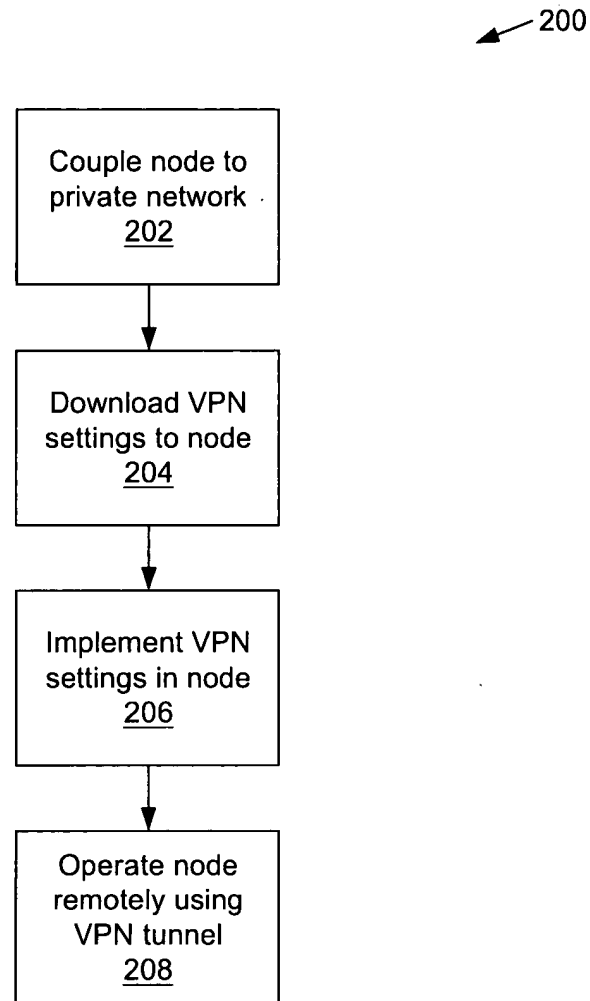 200
Couple node to
private network
202
Download VPN
settings to node
204
Implement VPN
settings in node
206
Operate node
remotely using
VPN tunnel
208